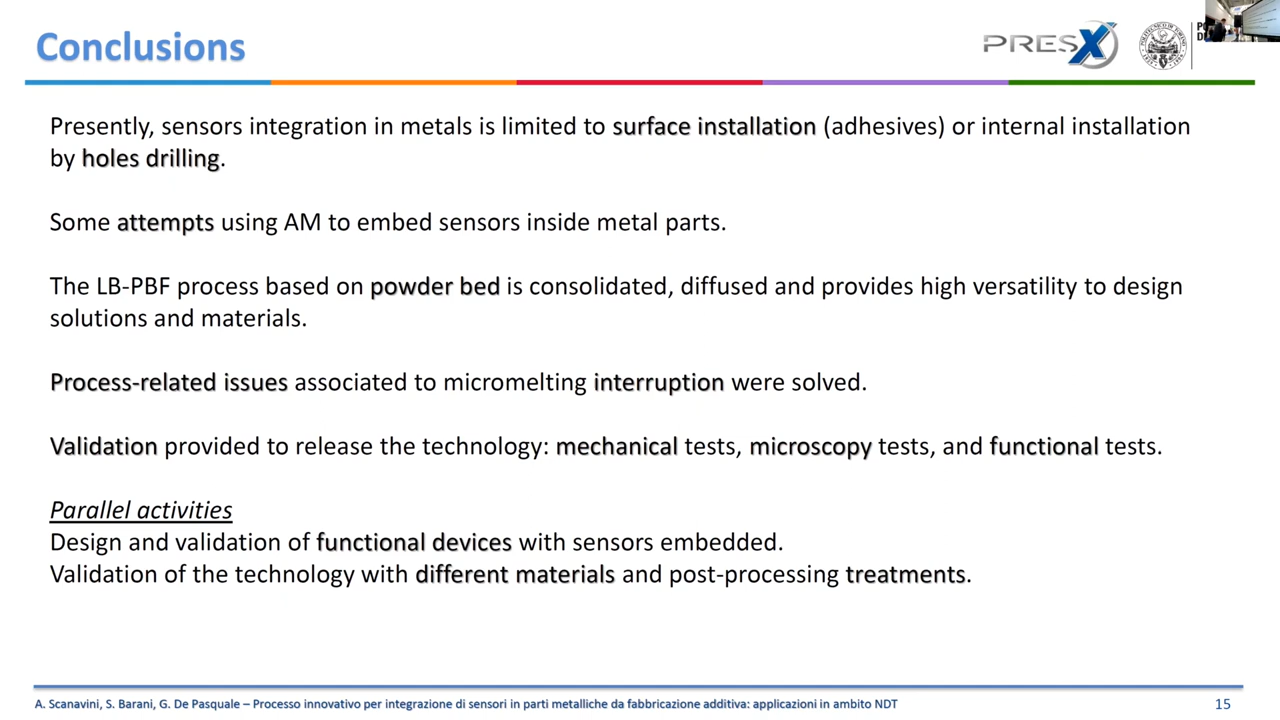 Conclusions
PRESX
Presently, sensors integration in metals is limited to surface installation (adhesives) or internal installation
by holes drilling.
Some attempts using AM to embed sensors inside metal parts.
The LB-PBF process based on powder bed is consolidated, diffused and provides high versatility to design
solutions and materials.
Process-related issues associated to micromelting interruption were solved.
Validation provided to release the technology: mechanical tests, microscopy tests, and functional tests.
Parallel activities
Design and validation of functional devices with sensors embedded.
Validation of the technology with different materials and post-processing treatments.
A. Scanavini, S. Barani, G. De Pasquale – Processo innovativo per integrazione di sensori in parti metalliche da fabbricazione additiva: applicazioni in ambito NDT
15